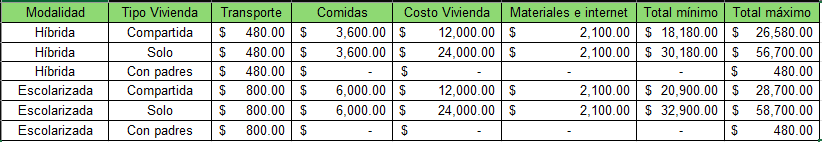 Modalidad Tipo Vivienda Transporte Comidas Costo Vivienda Materiales e internet Total mínimo Total máximo
Híbrida Compartida $ 480.00 $ 3,600.00 $ 12,000.00 $ 2,100.00 $ 18,180.00 $ 26,580.00
Híbrida Solo $ 480.00 $ 3,600.00 $ 24,000.00 $ 2,100.00 $ 30,180.00 $ 56,700.00
Híbrida Con padres $ 480.00 $ - $ - - - $ 480.00
Escolarizada Compartida $ 800.00 $ 6,000.00 $ 12,000.00 $ 2,100.00 $ 20,900.00 $ 28,700.00
Escolarizada Solo $ 800.00 $ 6,000.00 $ 24,000.00 $ 2,100.00 $ 32,900.00 $ 58,700.00
Escolarizada Con padres $ 800.00 $ - $ - - - $ 480.00